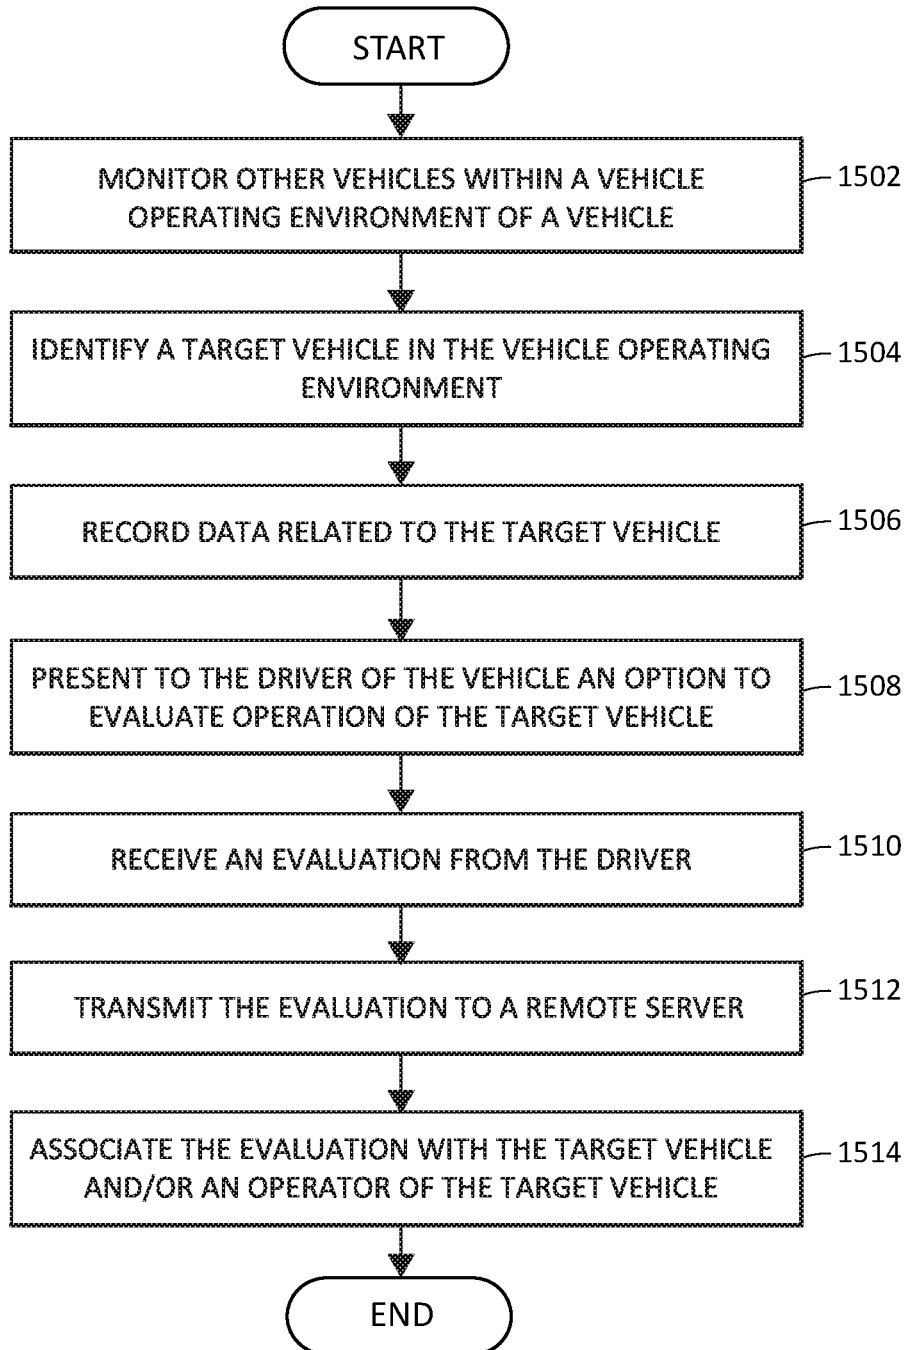 START
MONITOR OTHER VEHICLES WITHIN A VEHICLE
OPERATING ENVIRONMENT OF A VEHICLE
1502
IDENTIFY A TARGET VEHICLE IN THE VEHICLE OPERATING
ENVIRONMENT
1504
RECORD DATA RELATED TO THE TARGET VEHICLE
1506
PRESENT TO THE DRIVER OF THE VEHICLE AN OPTION TO
EVALUATE OPERATION OF THE TARGET VEHICLE
1508
RECEIVE AN EVALUATION FROM THE DRIVER
1510
TRANSMIT THE EVALUATION TO A REMOTE SERVER
1512
ASSOCIATE THE EVALUATION WITH THE TARGET VEHICLE
AND/OR AN OPERATOR OF THE TARGET VEHICLE
1514
END